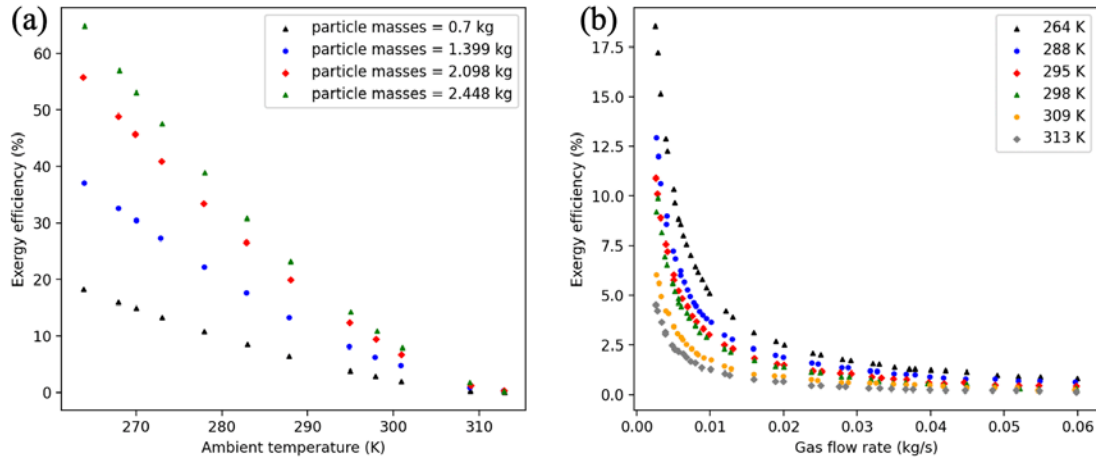 (a)
particle masses = 0.7 kg
particle masses = 1.399 kg
particle masses = 2.098 kg
particle masses = 2.448 kg
Exergy efficiency (%)
60
50
40
30
20
10
0
270
280
290
300
310
Ambient temperature (K)
(b)
264 K
288 K
295 K
298 K
309 K
313 K
Exergy efficiency (%)
17.5
15.0
12.5
10.0
7.5
5.0
2.5
0.0
0.00
0.01
0.02
0.03
0.04
0.05
0.06
Gas flow rate (kg/s)